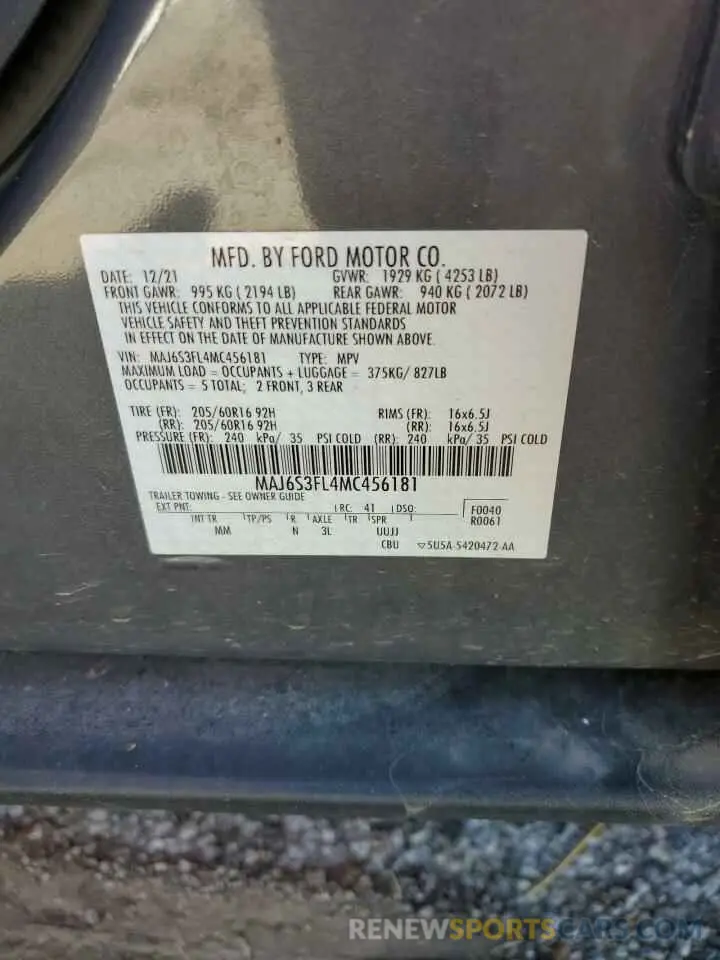 MFD. BY FORD MOTOR CO.
DATE: 12/21 GVWR: 1929 KG ( 4253 LB)
FRONT GAWR: 995 KG ( 2194 LB) REAR GAWR: 940 KG ( 2072 LB)
THIS VEHICLE CONFORMS TO ALL APPLICABLE FEDERAL MOTOR
VEHICLE SAFETY AND THEFT PREVENTION STANDARDS
IN EFFECT ON THE DATE OF MANUFACTURE SHOWN ABOVE.
VIN: MAJ6S3FL4MC456181 TYPE: MPV
MAXIMUM LOAD = OCCUPANTS + LUGGAGE = 375KG/ 827LB
OCCUPANTS = 5 TOTAL; 2 FRONT, 3 REAR
TIRE (FR): 205/60R16 92H RIMS (FR): 16x6.5J
(RR): 205/60R16 92H (RR): 16x6.5J
PRESSURE (FR): 240 kPa/ 35 PSI COLD (RR): 240 kPa/ 35 PSI COLD
MAJ6S3FL4MC456181
TRAILER TOWING - SEE OWNER GUIDE
EXT PNT: RC: 41 DSO: F0040
INT TR TP/PS R AXLE TR SPR R0061
MM N 3L UUJJ
CBU ▽5U5A-5420472-AA
RENEWSPORTSCARS.COM